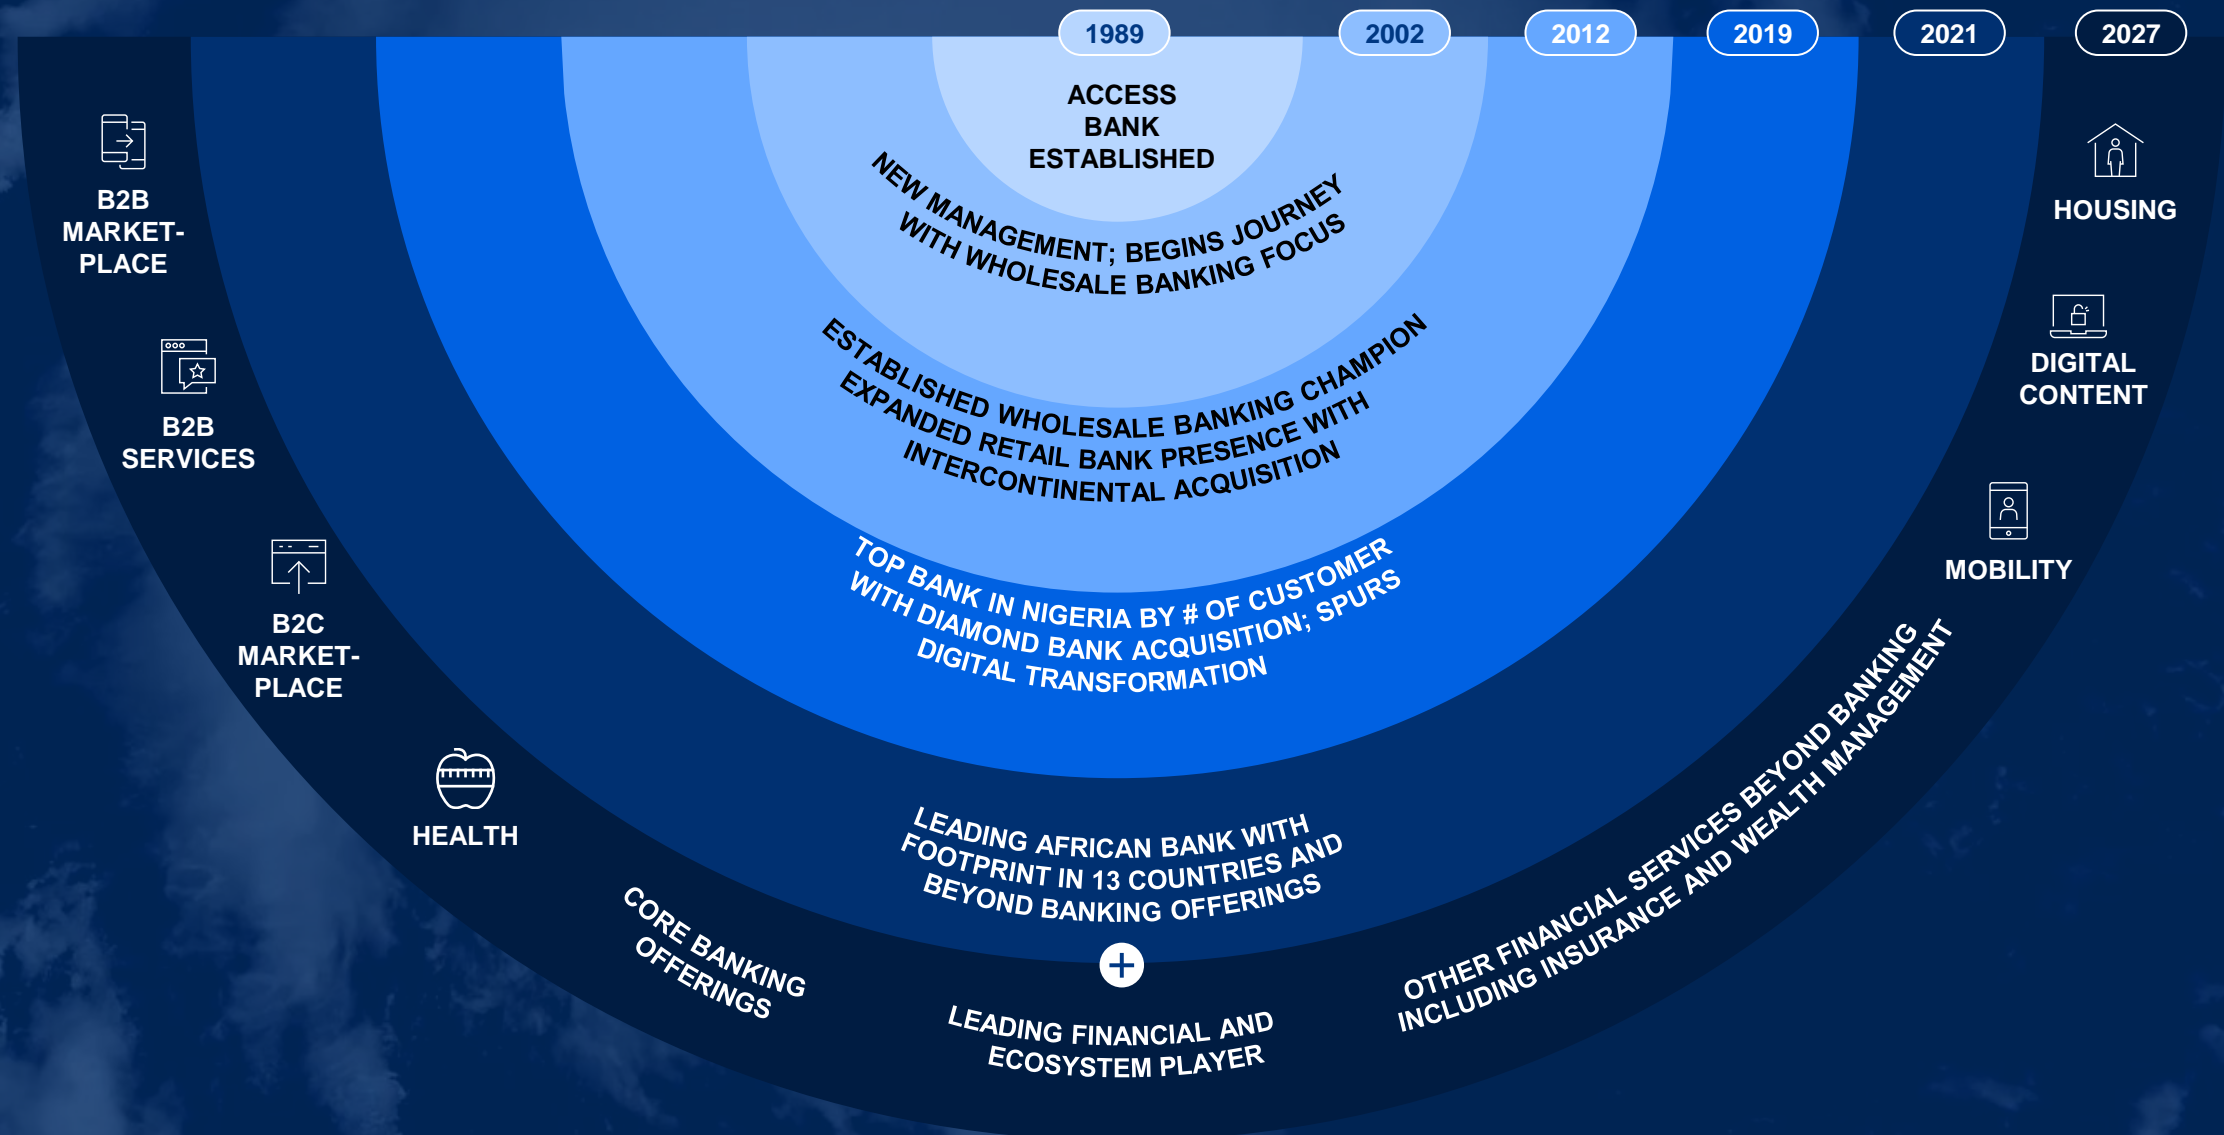 1989
2002
2012
2019
2021
2027
ACCESS
BANK
ESTABLISHED
NEW MANAGEMENT; BEGINS JOURNEY
WITH WHOLESALE BANKING FOCUS
ESTABLISHED WHOLESALE BANKING CHAMPION
EXPANDED RETAIL BANK PRESENCE WITH
INTERCONTINENTAL ACQUISITION
TOP BANK IN NIGERIA BY # OF CUSTOMER
WITH DIAMOND BANK ACQUISITION; SPURS
DIGITAL TRANSFORMATION
LEADING AFRICAN BANK WITH
FOOTPRINT IN 13 COUNTRIES AND
BEYOND BANKING OFFERINGS
+
LEADING FINANCIAL AND
ECOSYSTEM PLAYER
B2B
MARKET-
PLACE
B2B
SERVICES
B2C
MARKET-
PLACE
HEALTH
CORE BANKING
OFFERINGS
OTHER FINANCIAL SERVICES BEYOND BANKING
INCLUDING INSURANCE AND WEALTH MANAGEMENT
MOBILITY
DIGITAL
CONTENT
HOUSING